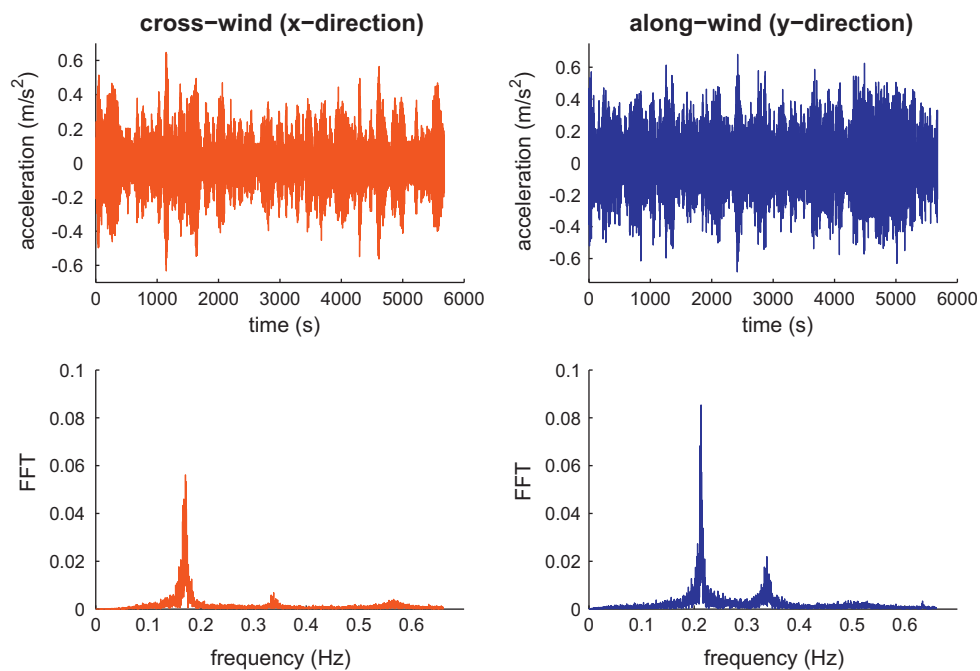 cross−wind (x−direction)
along−wind (y−direction)
acceleration (m/s²)
0.6
0.4
0.2
0
-0.2
-0.4
-0.6
0 1000 2000 3000 4000 5000 6000
time (s)
acceleration (m/s²)
0.6
0.4
0.2
0
-0.2
-0.4
-0.6
0 1000 2000 3000 4000 5000 6000
time (s)
FFT
0.1
0.08
0.06
0.04
0.02
0
0 0.1 0.2 0.3 0.4 0.5 0.6
frequency (Hz)
FFT
0.1
0.08
0.06
0.04
0.02
0
0 0.1 0.2 0.3 0.4 0.5 0.6
frequency (Hz)